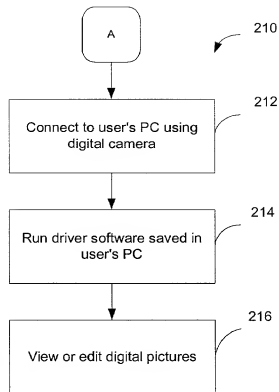 A
210
Connect to user's PC using
digital camera
212
Run driver software saved in
user's PC
214
View or edit digital pictures
216